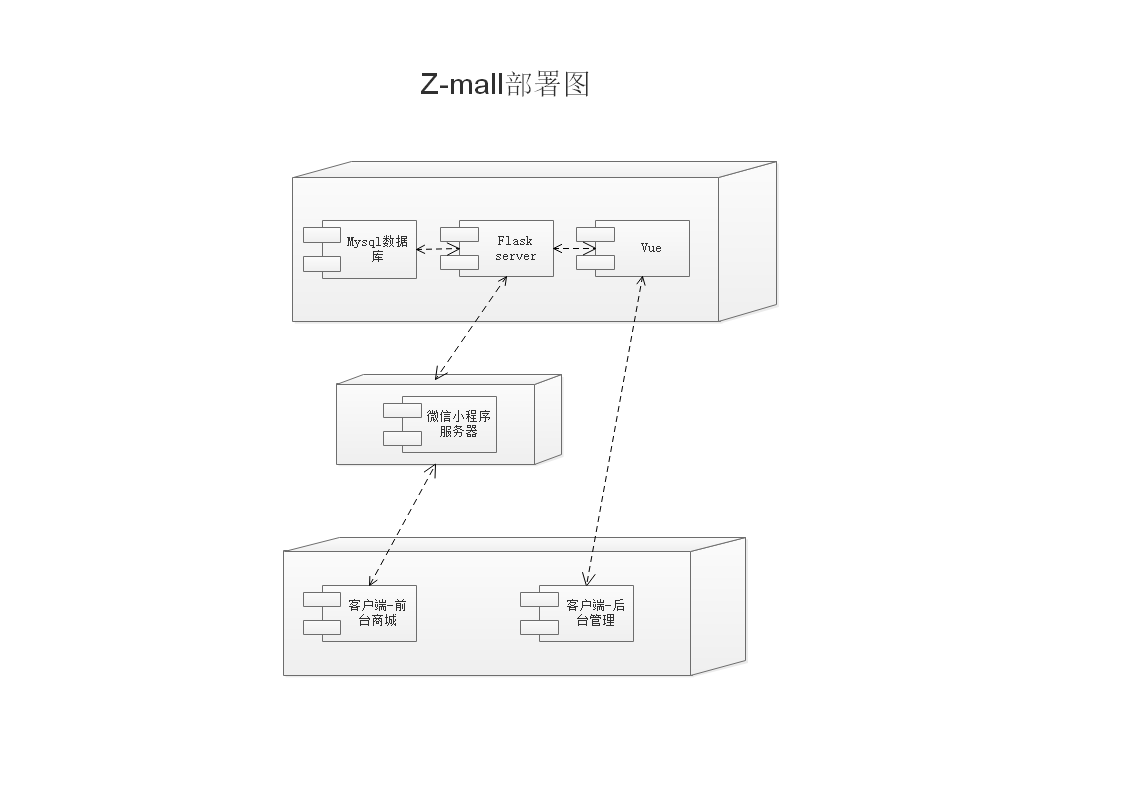 Z-mall部署图
Mysql数据
库
Flask
server
Vue
微信小程序
服务器
客户端-前
台商城
客户端-后
台管理